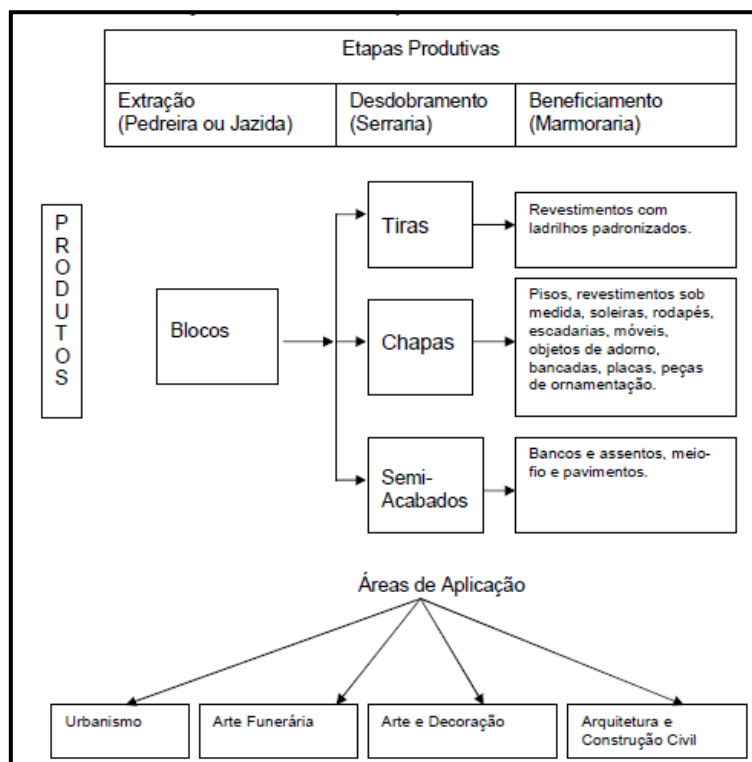 Etapas Produtivas
Extração
(Pedreira ou Jazida)
Desdobramento
(Serraria)
Beneficiamento
(Marmoraria)
PRODUTOS
Blocos
Tiras
Revestimentos com
ladrilhos padronizados.
Chapas
Pisos, revestimentos sob
medida, soleiras, rodapés,
escadarias, móveis,
objetos de adorno,
bancadas, placas, peças
de ornamentação.
Semi-
Acabados
Bancos e assentos, meio-
fio e pavimentos.
Áreas de Aplicação
Urbanismo
Arte Funerária
Arte e Decoração
Arquitetura e
Construção Civil